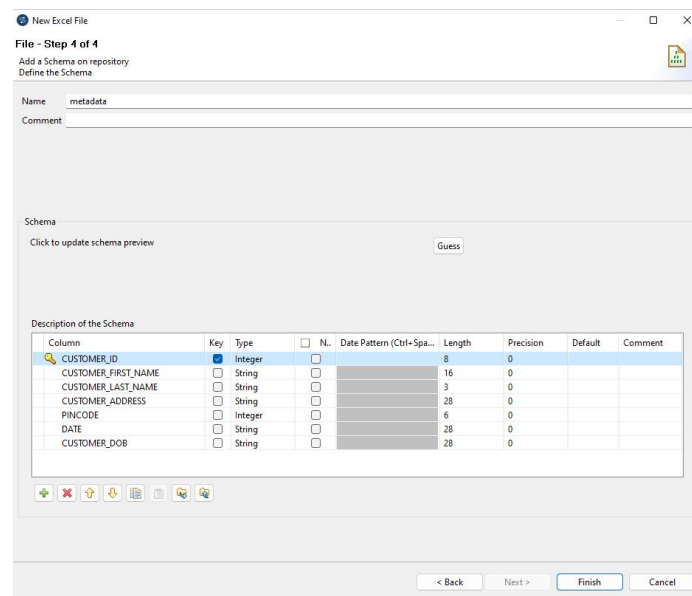 New Excel File
File - Step 4 of 4
Add a Schema on repository
Define the Schema
Name metadata
Comment
Schema
Click to update schema preview Guess
Description of the Schema
Column Key Type N.. Date Pattern (Ctrl+Spa... Length Precision Default Comment
CUSTOMER_ID Integer 8 0
CUSTOMER_FIRST_NAME String 16 0
CUSTOMER_LAST_NAME String 3 0
CUSTOMER_ADDRESS String 28 0
PINCODE Integer 6 0
DATE String 28 0
CUSTOMER_DOB String 28 0
< Back Next > Finish Cancel